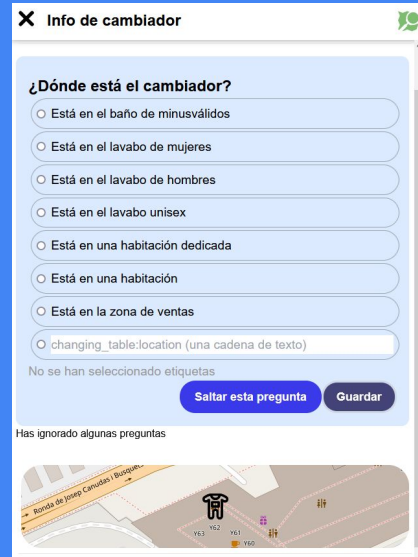 Info de cambiador
¿Dónde está el cambiador?
Está en el baño de minusválidos
Está en el lavabo de mujeres
Está en el lavabo de hombres
Está en el lavabo unisex
Está en una habitación dedicada
Está en una habitación
Está en la zona de ventas
changing_table:location (una cadena de texto)
No se han seleccionado etiquetas
Saltar esta pregunta
Guardar
Has ignorado algunas preguntas
Ronda de Josep Canudas i Busquets
Y62
Y63 Y61
Y60